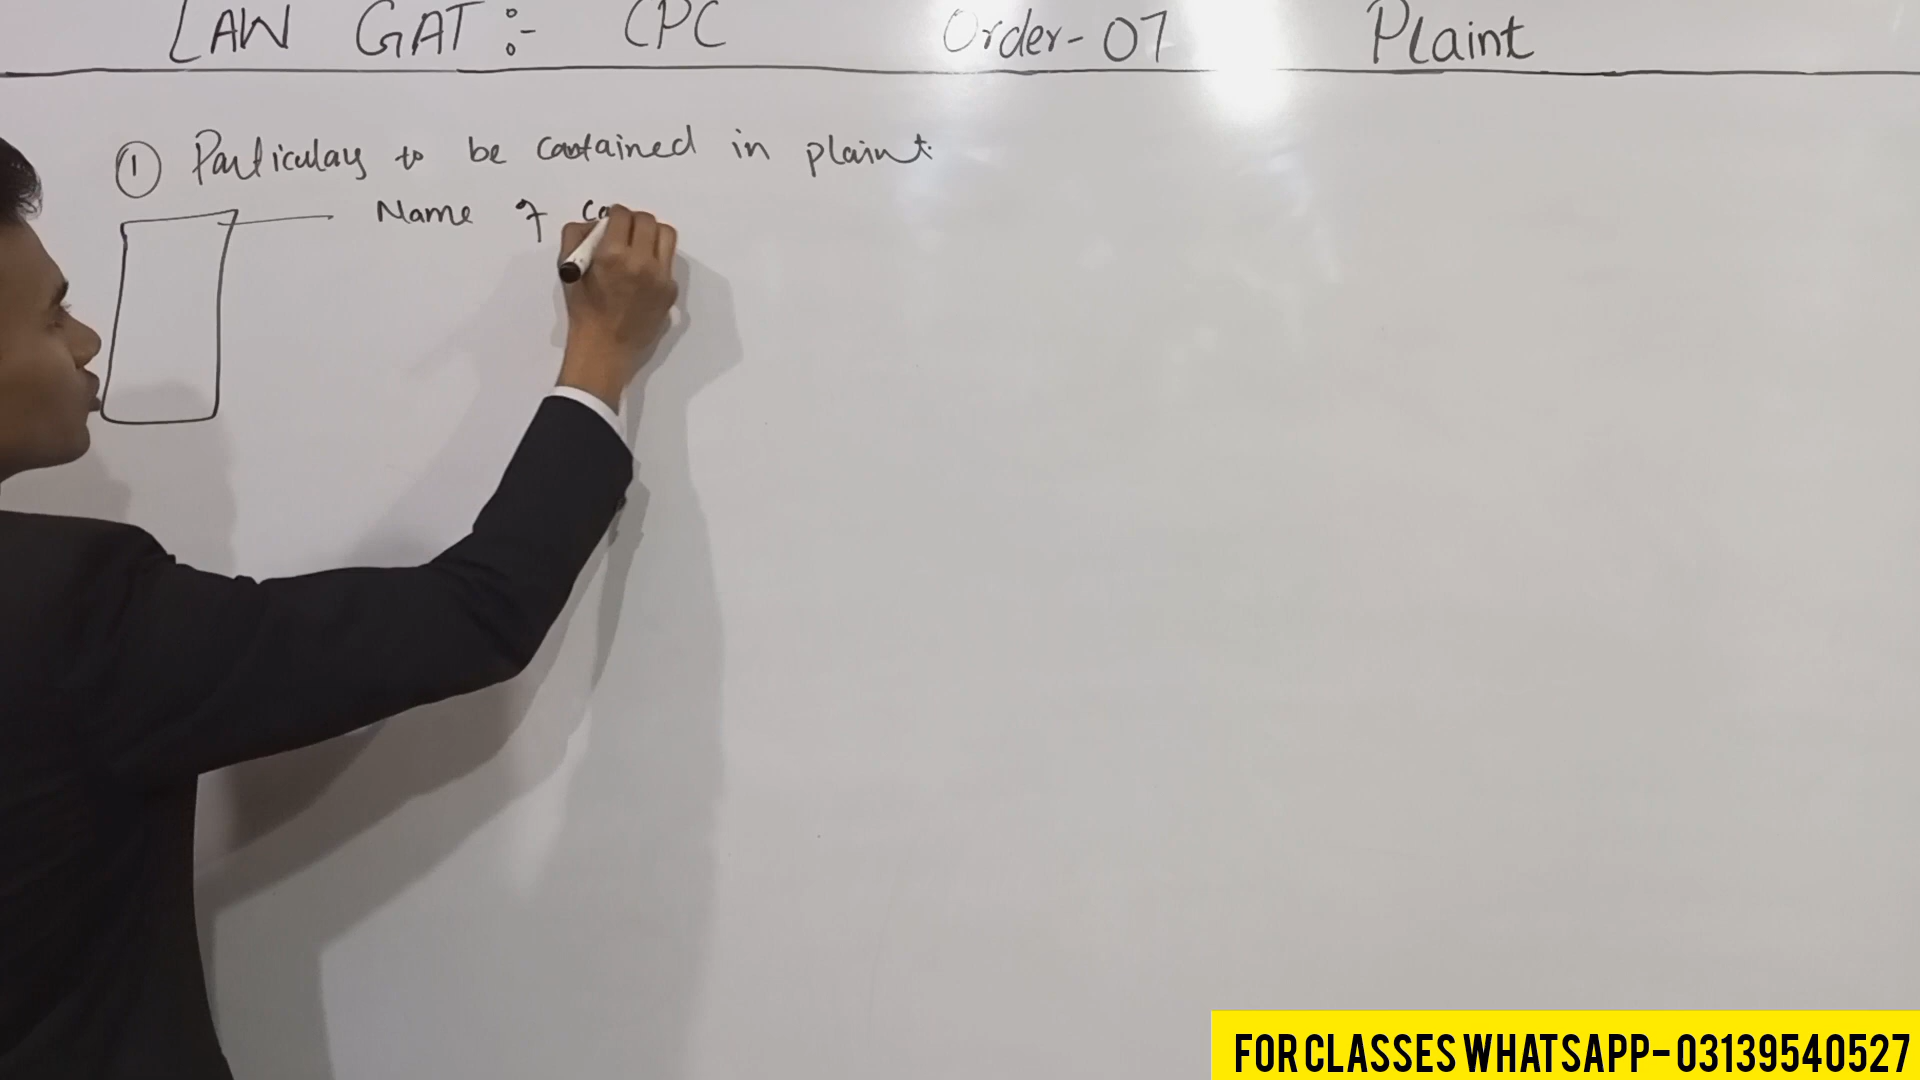 LAW GAT :- CPC Order-07 Plaint
① Particulars to be contained in plaint.
Name of Co
FOR CLASSES WHATSAPP- 03139540527